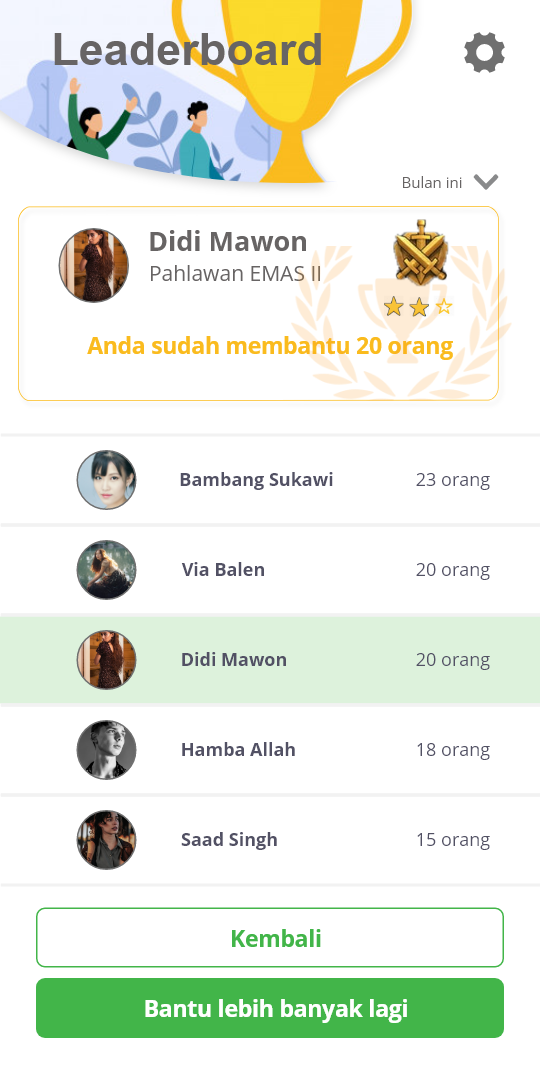 Leaderboard
Bulan ini
Didi Mawon
Pahlawan EMAS II
Anda sudah membantu 20 orang
Bambang Sukawi 23 orang
Via Balen 20 orang
Didi Mawon 20 orang
Hamba Allah 18 orang
Saad Singh 15 orang
Kembali
Bantu lebih banyak lagi